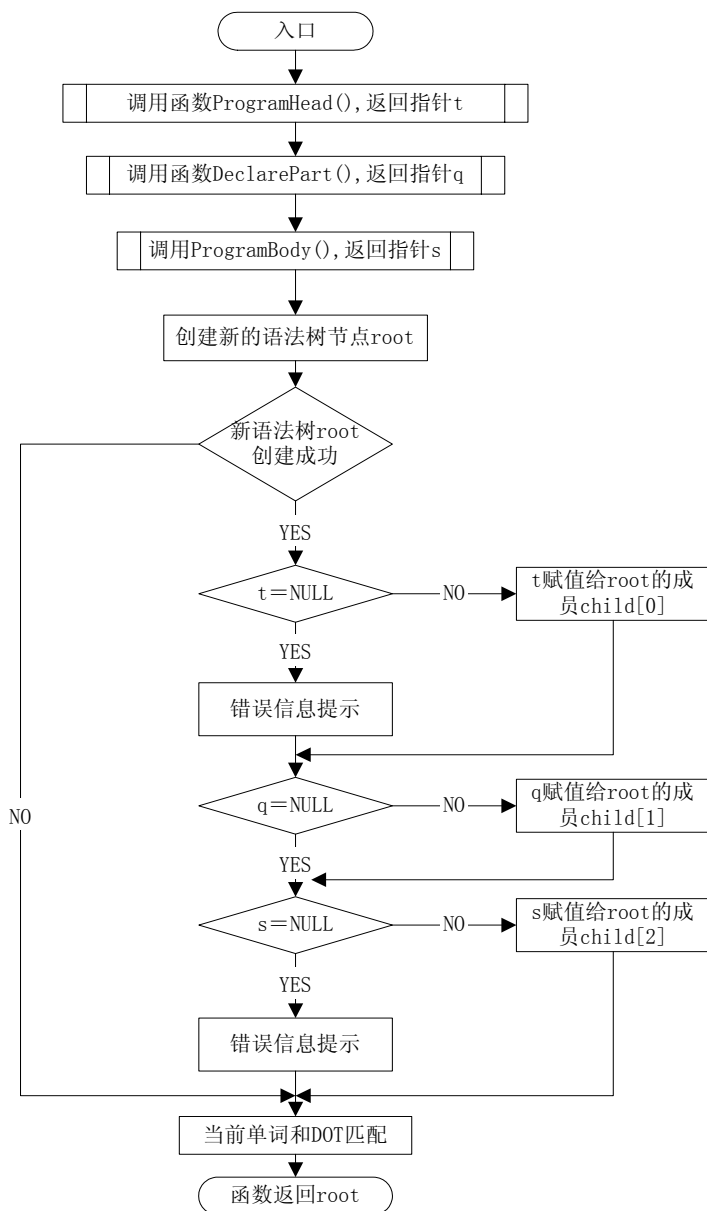 入口
调用函数ProgramHead(),返回指针t
调用函数DeclarePart(),返回指针q
调用ProgramBody(),返回指针s
创建新的语法树节点root
新语法树root
创建成功
YES
t＝NULL
NO
t赋值给root的成
员child[0]
YES
错误信息提示
q＝NULL
NO
q赋值给root的成
员child[1]
NO
YES
s＝NULL
NO
s赋值给root的成
员child[2]
YES
错误信息提示
当前单词和DOT匹配
函数返回root